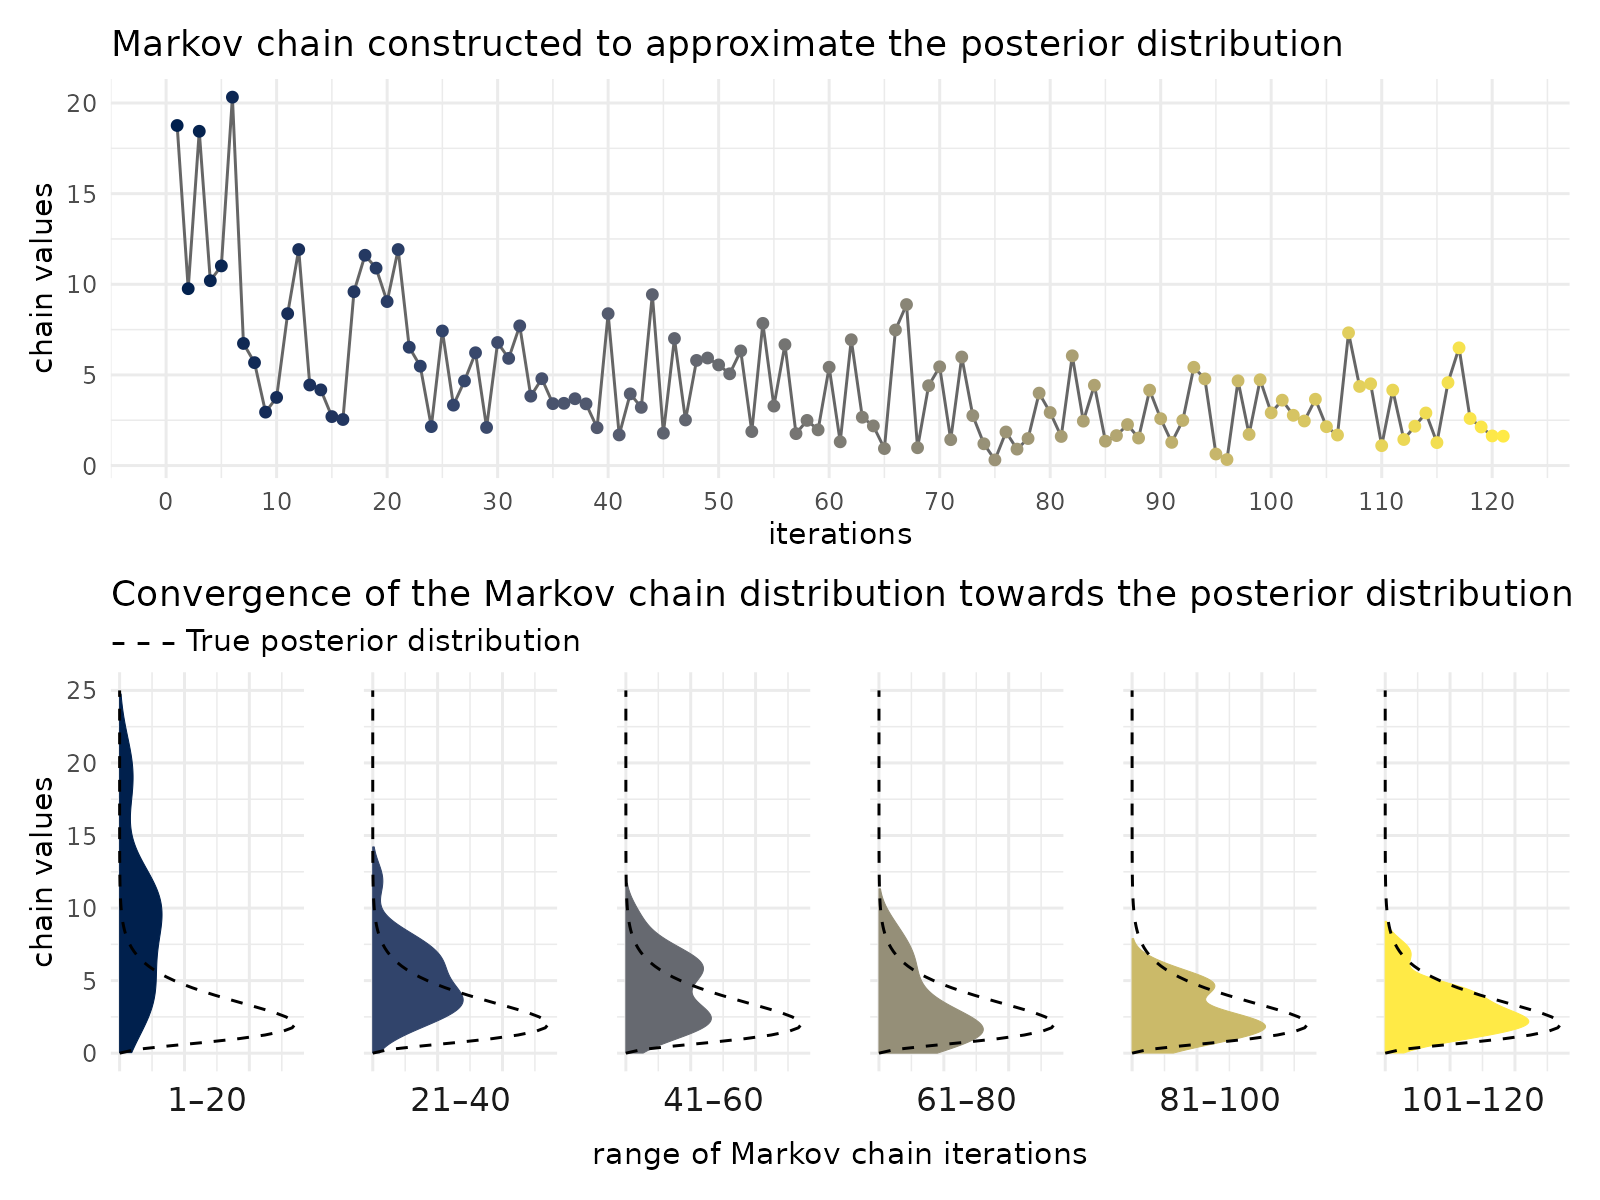 Markov chain constructed to approximate the posterior distribution
chain values
20
15
10
5
0
0 10 20 30 40 50 60 70 80 90 100 110 120
iterations
Convergence of the Markov chain distribution towards the posterior distribution
True posterior distribution
chain values
25
20
15
10
5
0
1–20 21–40 41–60 61–80 81–100 101–120
range of Markov chain iterations